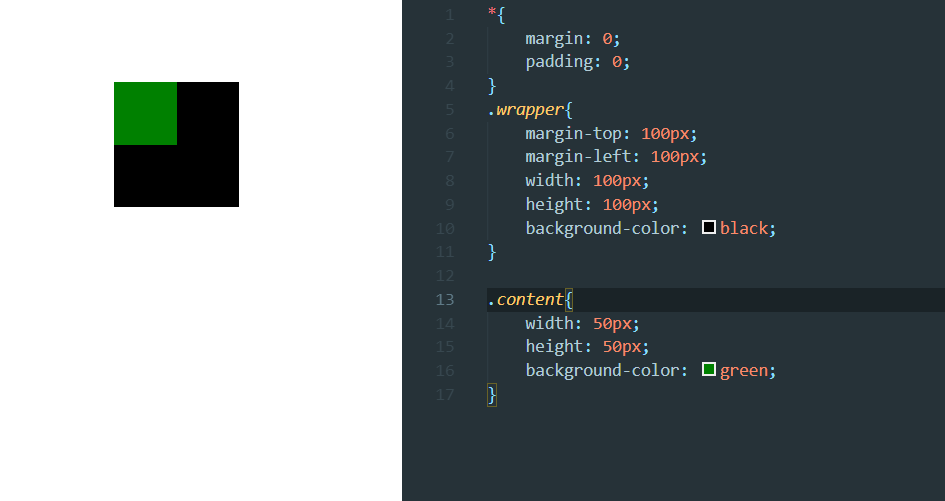 1 *{
2 margin: 0;
3 padding: 0;
4 }
5 .wrapper{
6 margin-top: 100px;
7 margin-left: 100px;
8 width: 100px;
9 height: 100px;
10 background-color: black;
11 }
12
13 .content{
14 width: 50px;
15 height: 50px;
16 background-color: green;
17 }